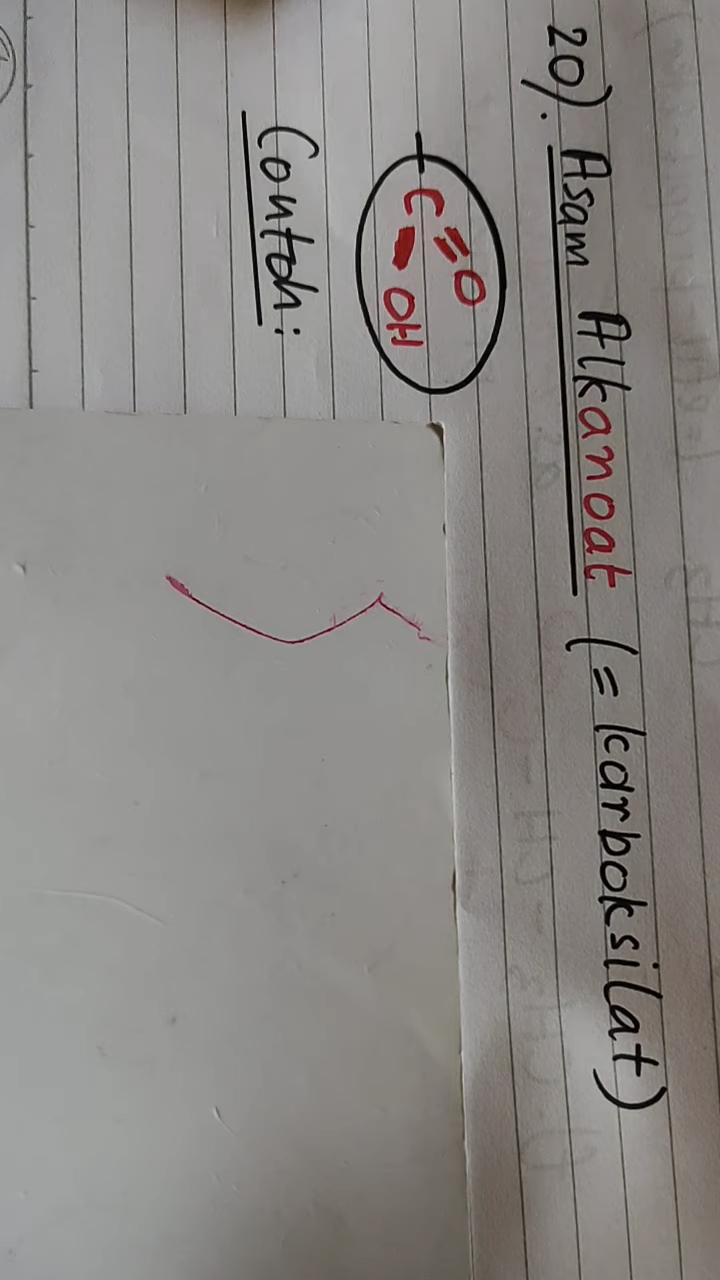 20). Asam Alkanoat (= karboksilat)
-C=O
-OH
Contoh: